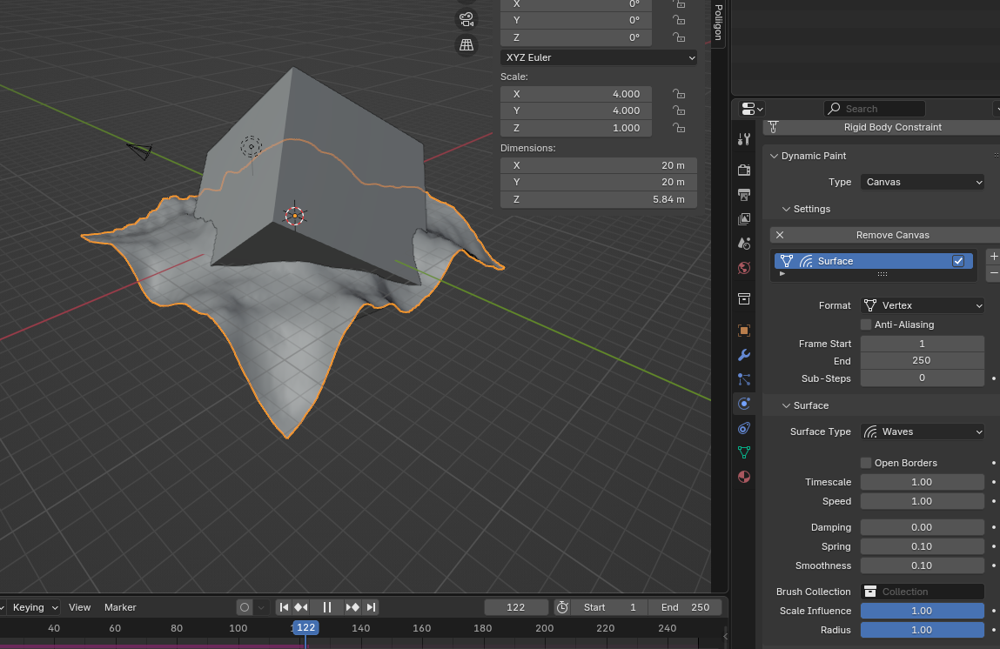 X 0°
Y 0°
Z 0°
XYZ Euler
Scale:
X 4.000
Y 4.000
Z 1.000
Dimensions:
X 20 m
Y 20 m
Z 5.84 m
Poliigon
Search
Rigid Body Constraint
Dynamic Paint
Type Canvas
Settings
Remove Canvas
Surface
Format Vertex
Anti-Aliasing
Frame Start 1
End 250
Sub-Steps 0
Surface
Surface Type Waves
Open Borders
Timescale 1.00
Speed 1.00
Damping 0.00
Spring 0.10
Smoothness 0.10
Brush Collection Collection
Scale Influence 1.00
Radius 1.00
Keying View Marker 122 Start 1 End 250
40 60 80 100 122 140 160 180 200 220 240